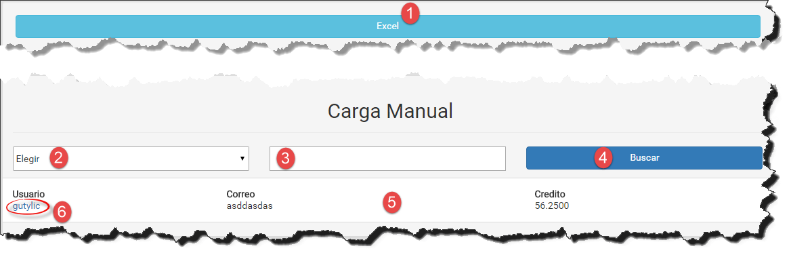 1
Excel
Carga Manual
Elegir 2 3 4 Buscar
Usuario Correo Credito
gutylic asddasdas 5 56.2500
6